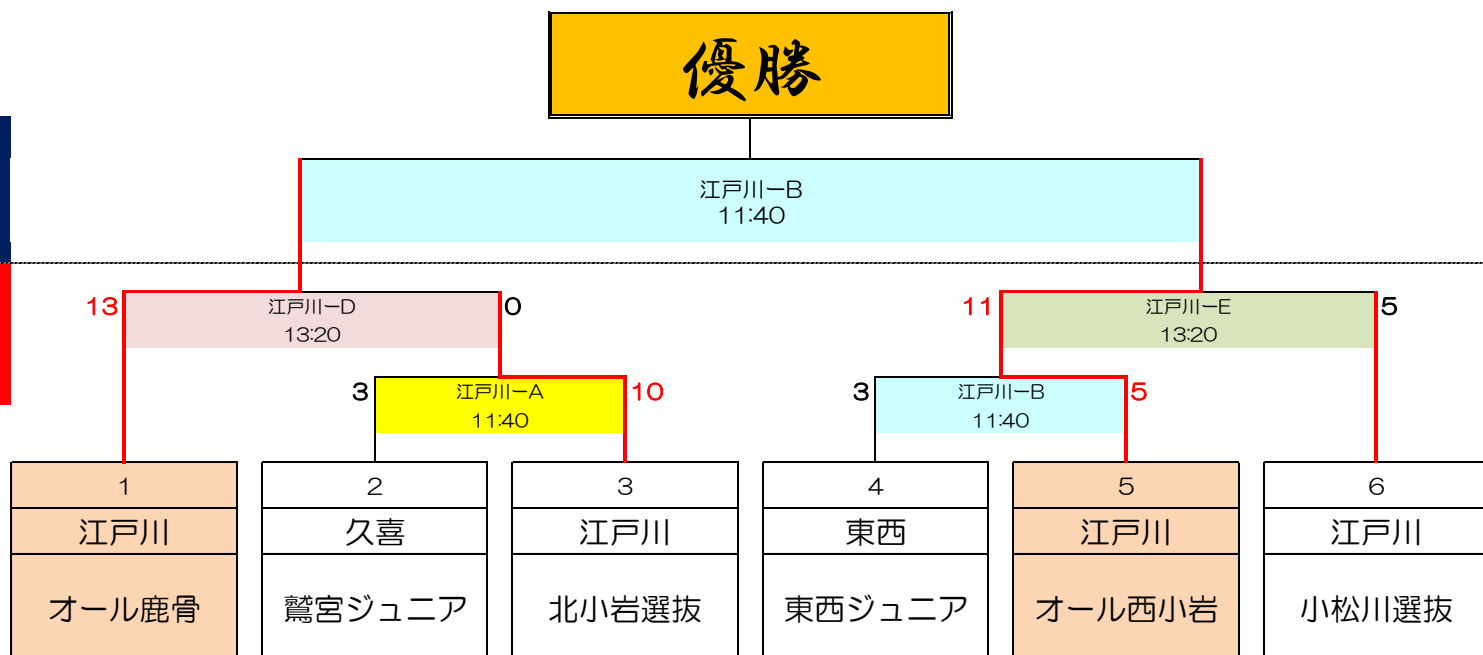 優勝
江戸川ーB
11:40
13
江戸川ーD
13:20
0
11
江戸川ーE
13:20
5
3
江戸川ーA
11:40
10
3
江戸川ーB
11:40
5
1
2
3
4
5
6
江戸川
久喜
江戸川
東西
江戸川
江戸川
オール鹿骨
鷲宮ジュニア
北小岩選抜
東西ジュニア
オール西小岩
小松川選抜